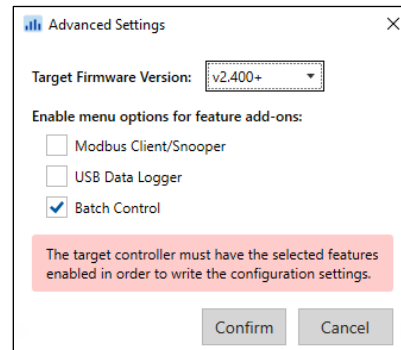 Advanced Settings
Target Firmware Version: v2.400+
Enable menu options for feature add-ons:
Modbus Client/Snooper
USB Data Logger
Batch Control
The target controller must have the selected features
enabled in order to write the configuration settings.
Confirm Cancel